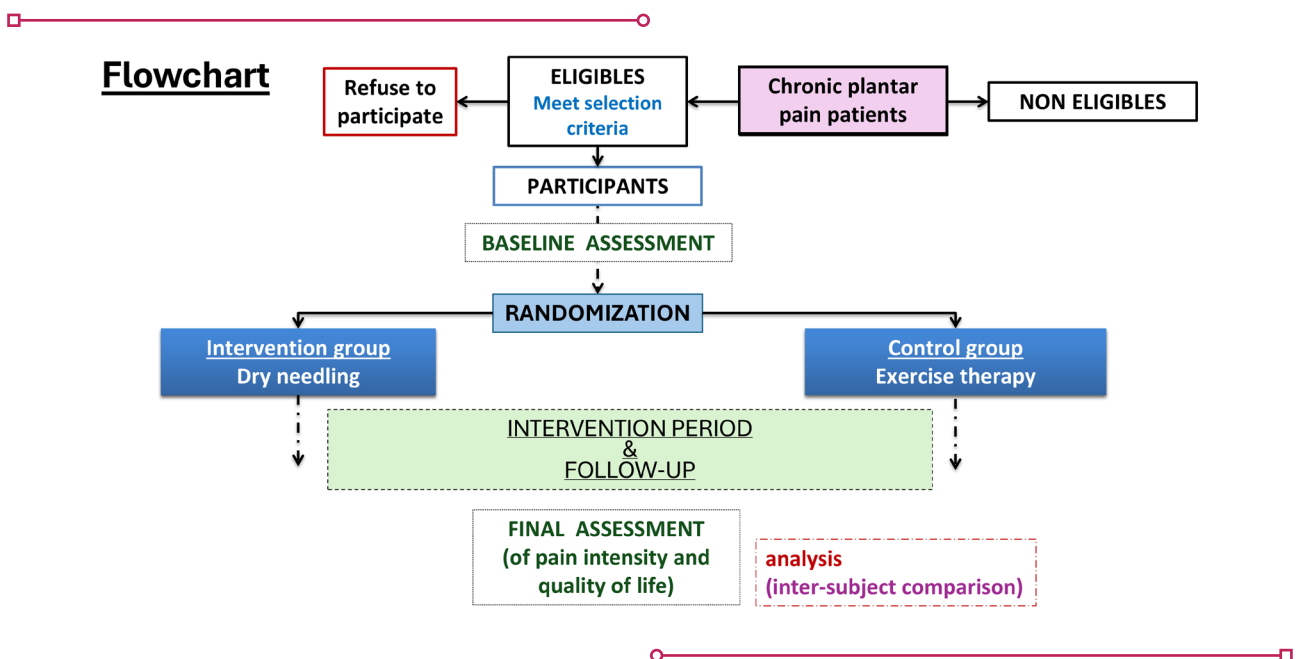 Flowchart
Refuse to
participate
ELIGIBLES
Meet selection
criteria
Chronic plantar
pain patients
NON ELIGIBLES
PARTICIPANTS
BASELINE ASSESSMENT
RANDOMIZATION
Intervention group
Dry needling
Control group
Exercise therapy
INTERVENTION PERIOD
&
FOLLOW-UP
FINAL ASSESSMENT
(of pain intensity and
quality of life)
analysis
(inter-subject comparison)